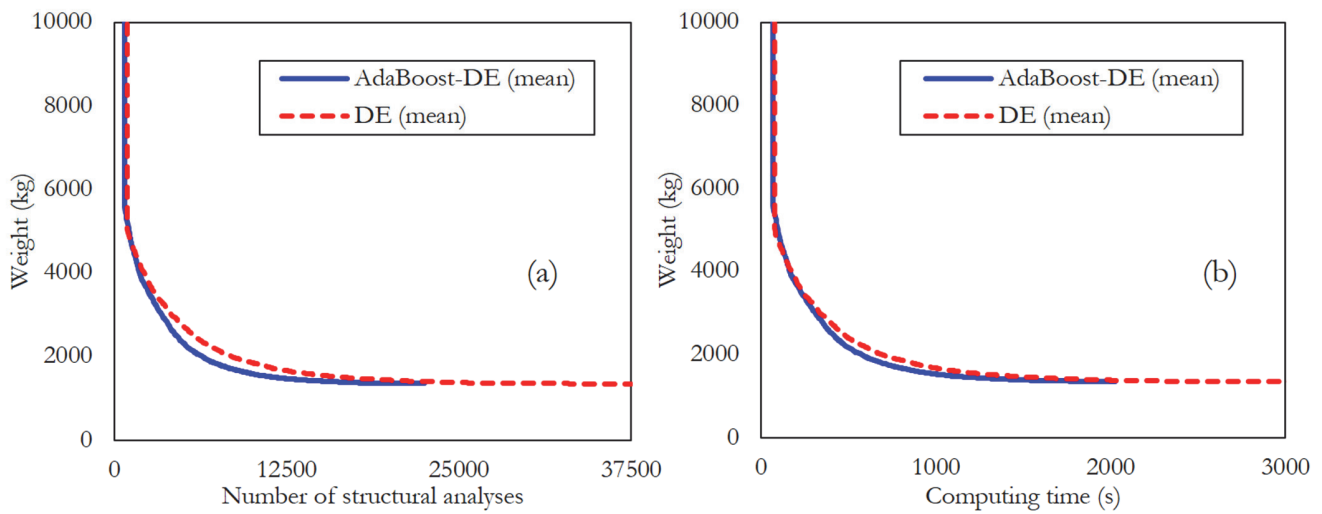 10000
8000
6000
4000
2000
0
Weight (kg)
AdaBoost-DE (mean)
DE (mean)
(a)
0 12500 25000 37500
Number of structural analyses
10000
8000
6000
4000
2000
0
Weight (kg)
AdaBoost-DE (mean)
DE (mean)
(b)
0 1000 2000 3000
Computing time (s)